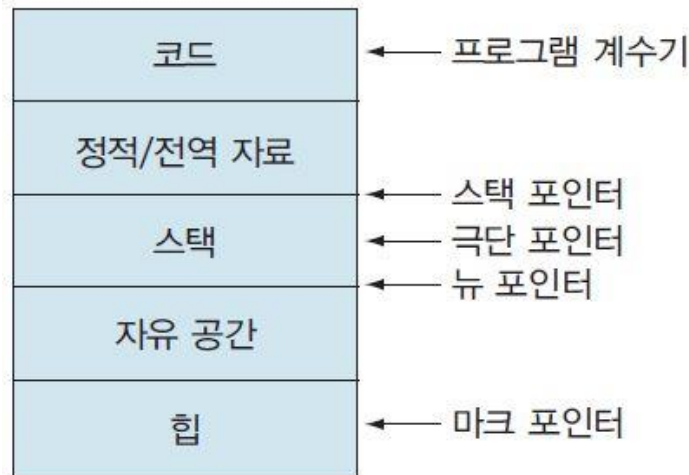 코드
프로그램 계수기
정적/전역 자료
스택 포인터
스택
극단 포인터
뉴 포인터
자유 공간
힙
마크 포인터